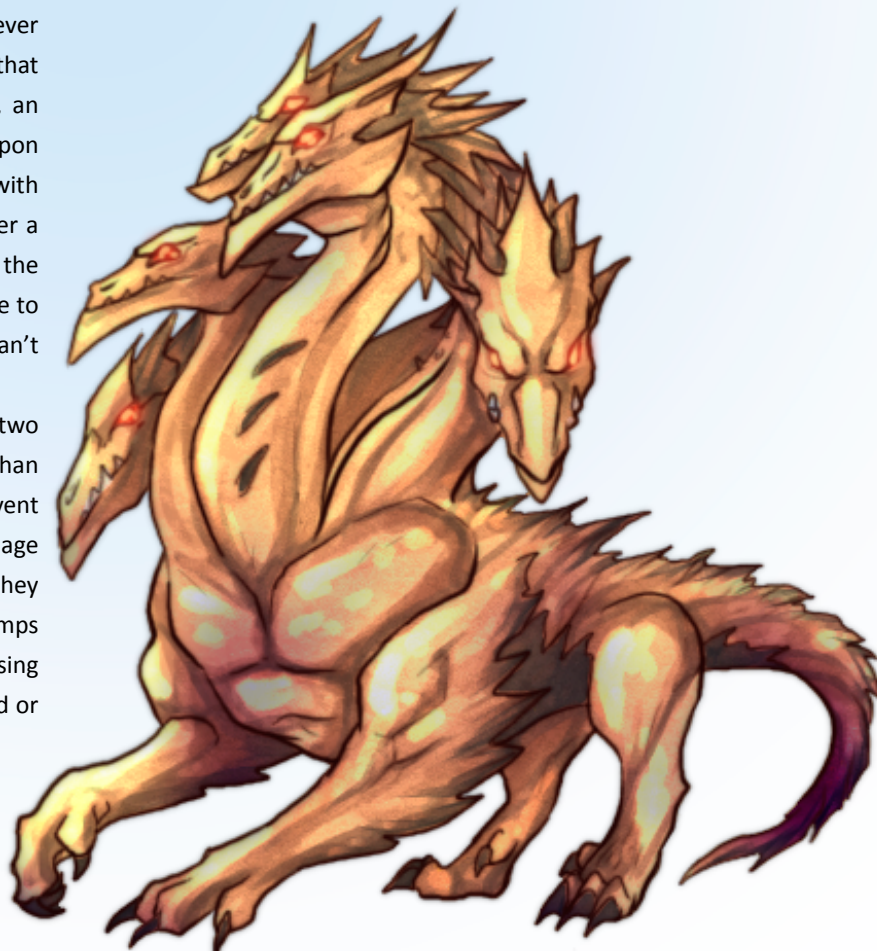 ever
that
an
pon
with
er a
the
e to
an't
two
han
vent
age
hey
mps
sing
d or